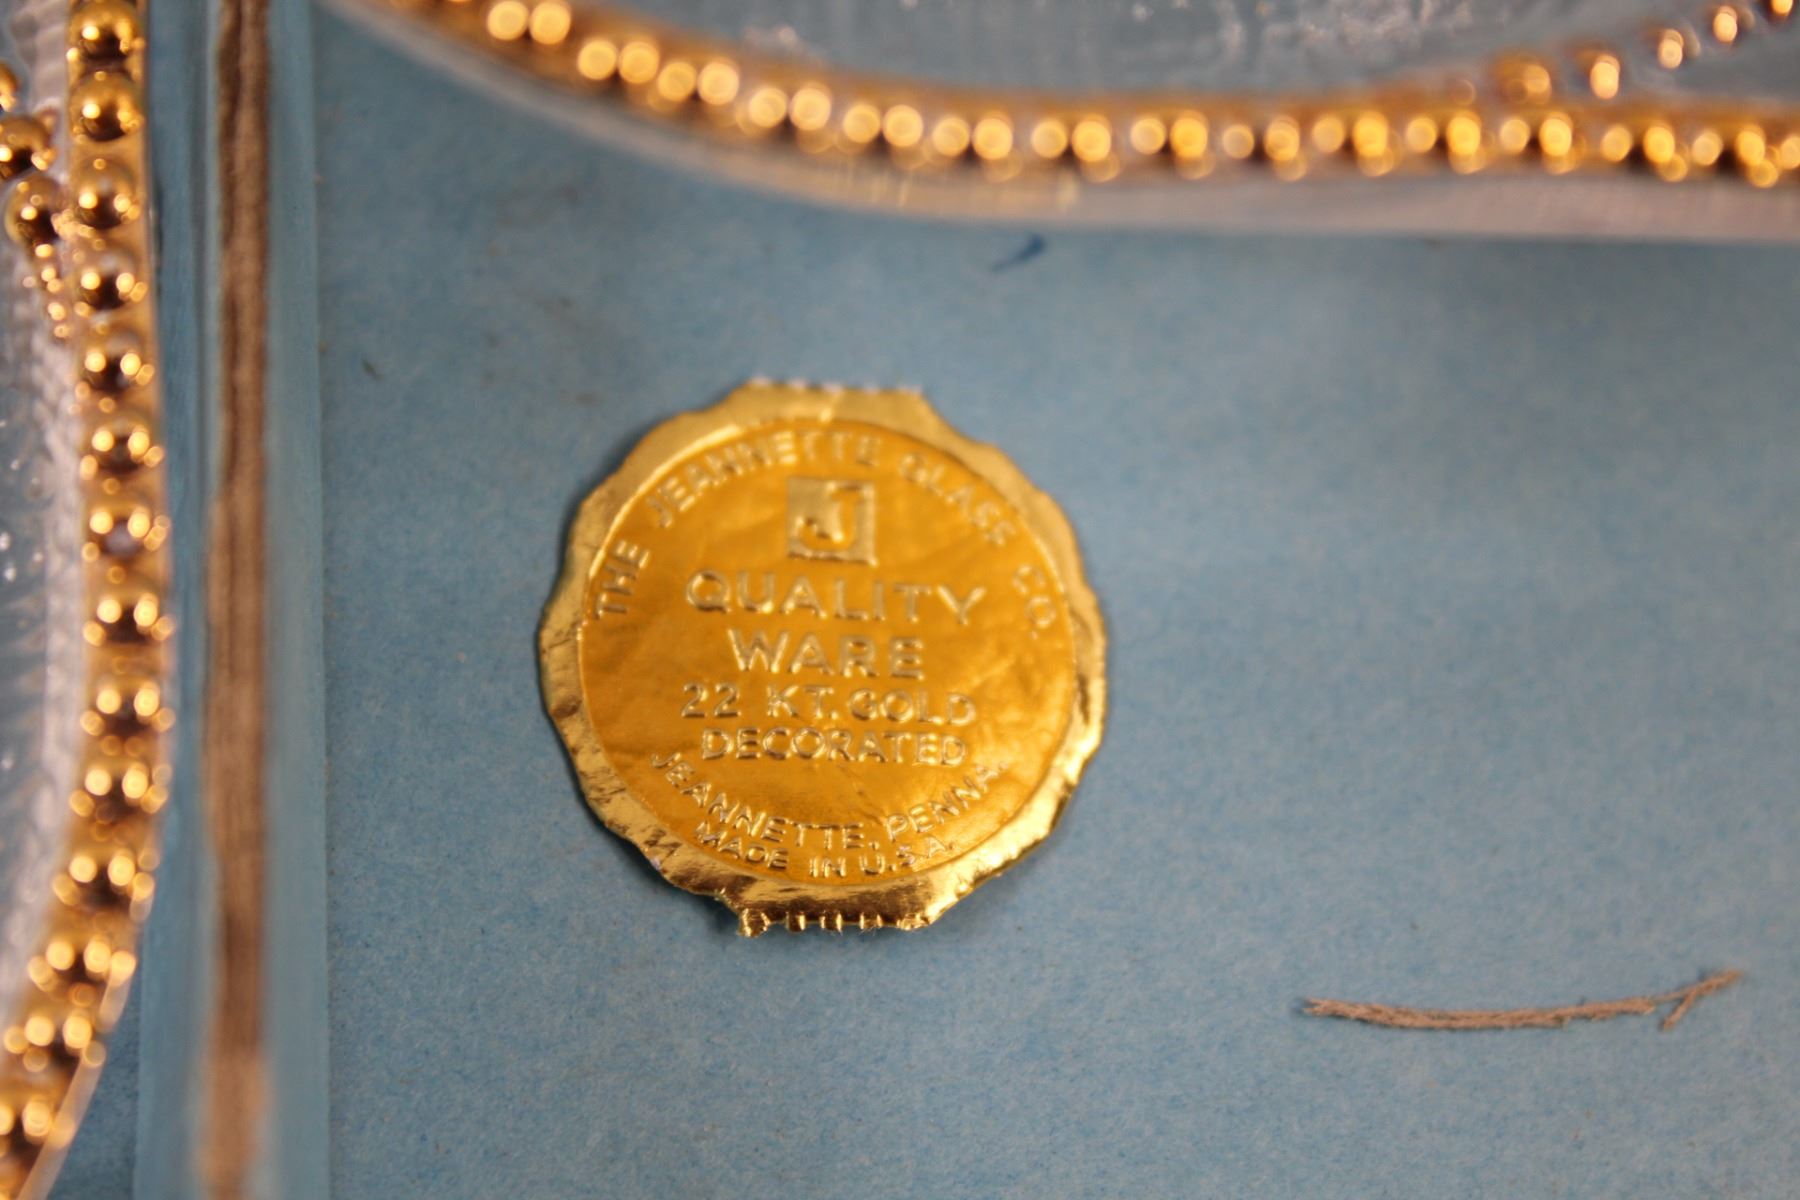 THE JEANNETTE GLASS CO.
J
QUALITY
WARE
22 KT. GOLD
DECORATED
JEANNETTE, PENNA.
MADE IN U.S.A.